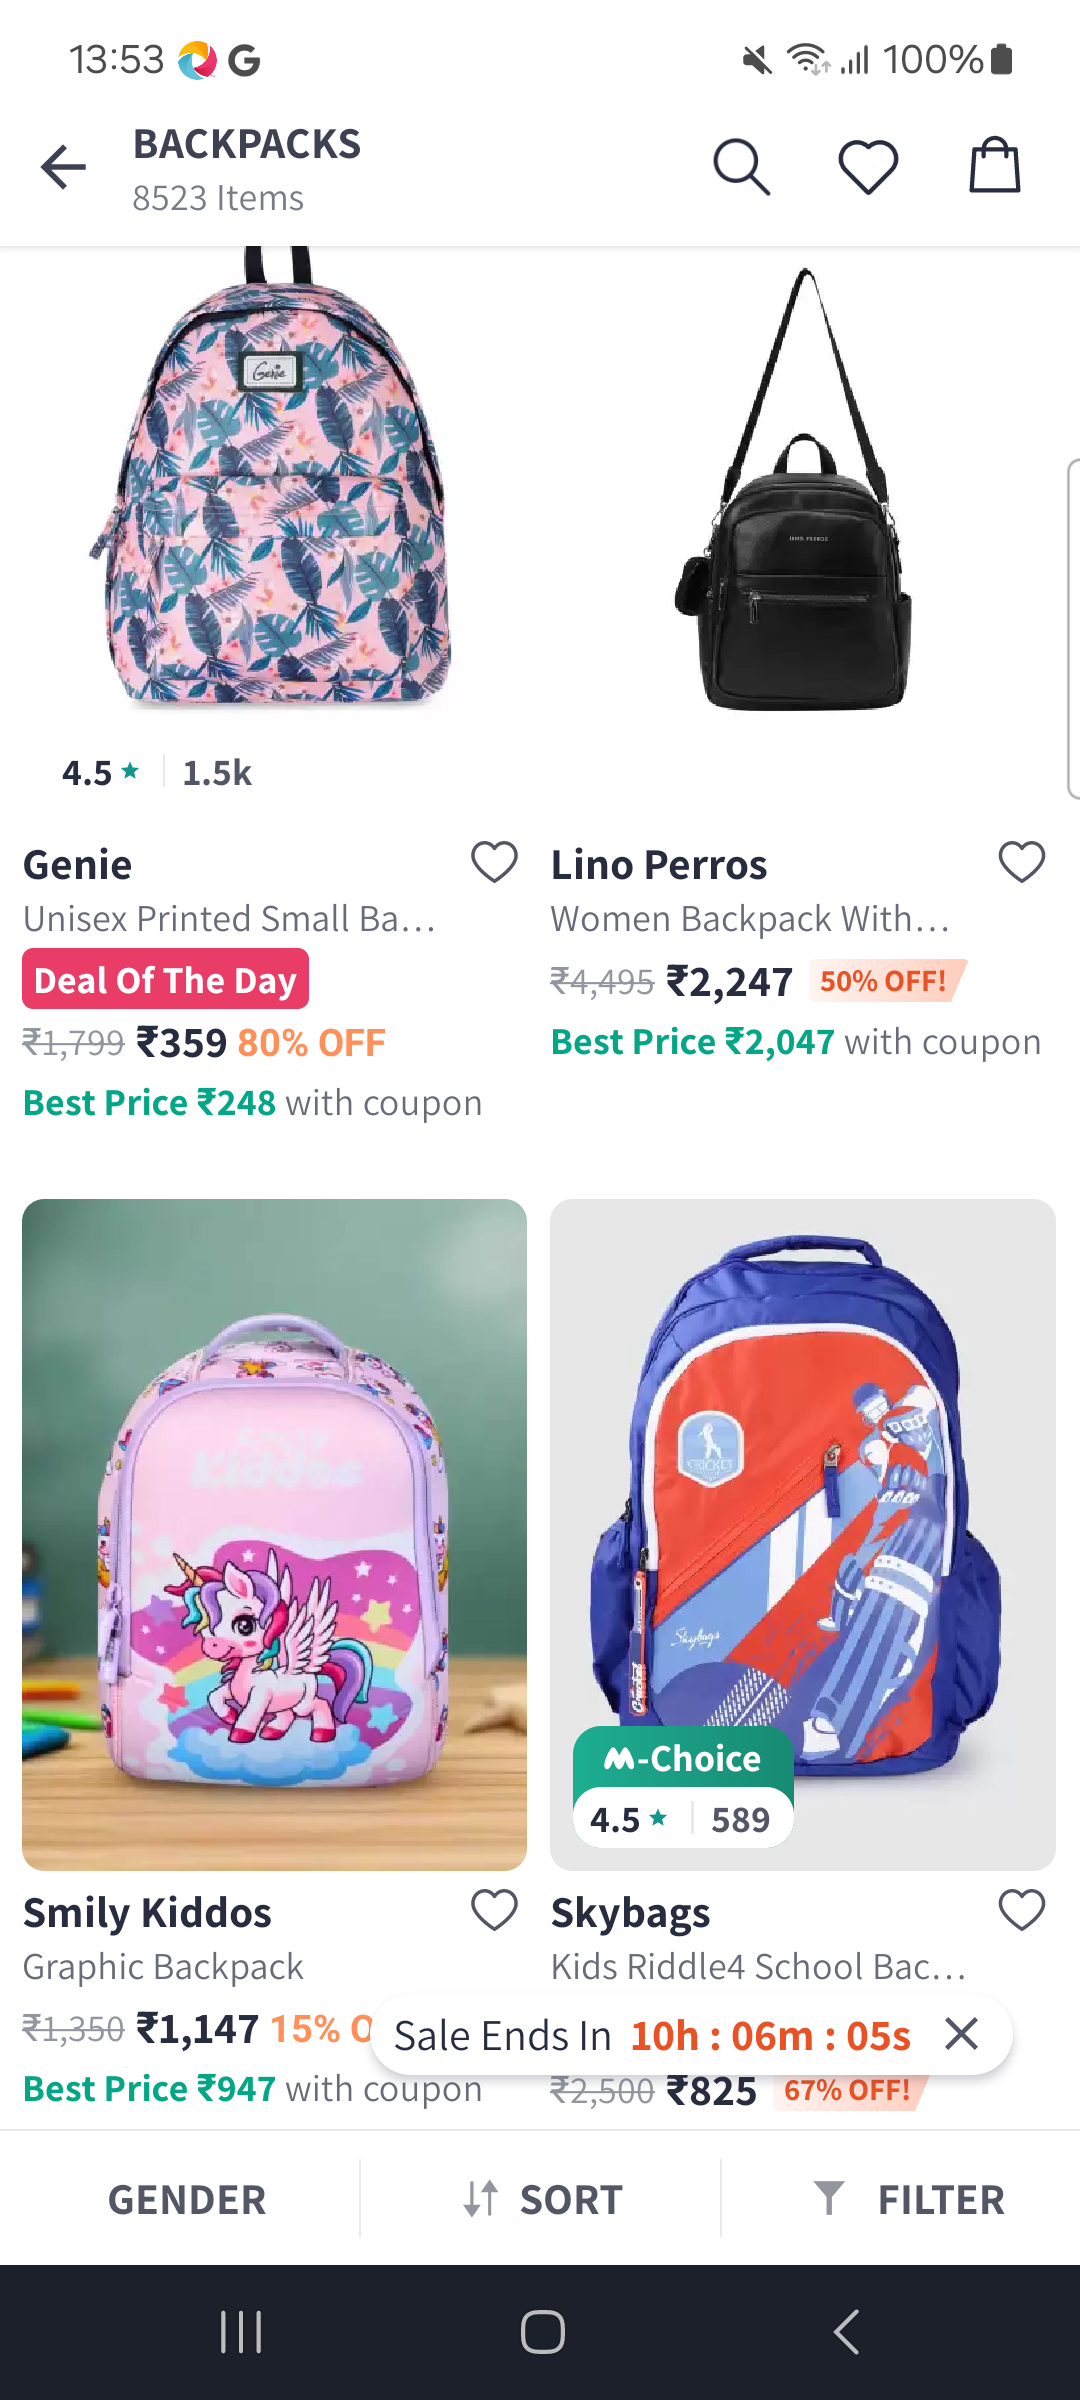 13:53
100%
BACKPACKS
8523 Items
Genie
LINO PERROS
4.5
1.5k
Genie
Unisex Printed Small Ba...
Deal Of The Day
₹1,799 ₹359 80% OFF
Best Price ₹248 with coupon
Lino Perros
Women Backpack With...
₹4,495 ₹2,247 50% OFF!
Best Price ₹2,047 with coupon
Smily
Kiddos
CRICKET
Skybags
Cricket
M-Choice
4.5
589
Smily Kiddos
Graphic Backpack
₹1,350 ₹1,147 15% O
Best Price ₹947 with coupon
Skybags
Kids Riddle4 School Bac...
Sale Ends In 10h : 06m : 05s
₹2,500 ₹825 67% OFF!
GENDER
SORT
FILTER